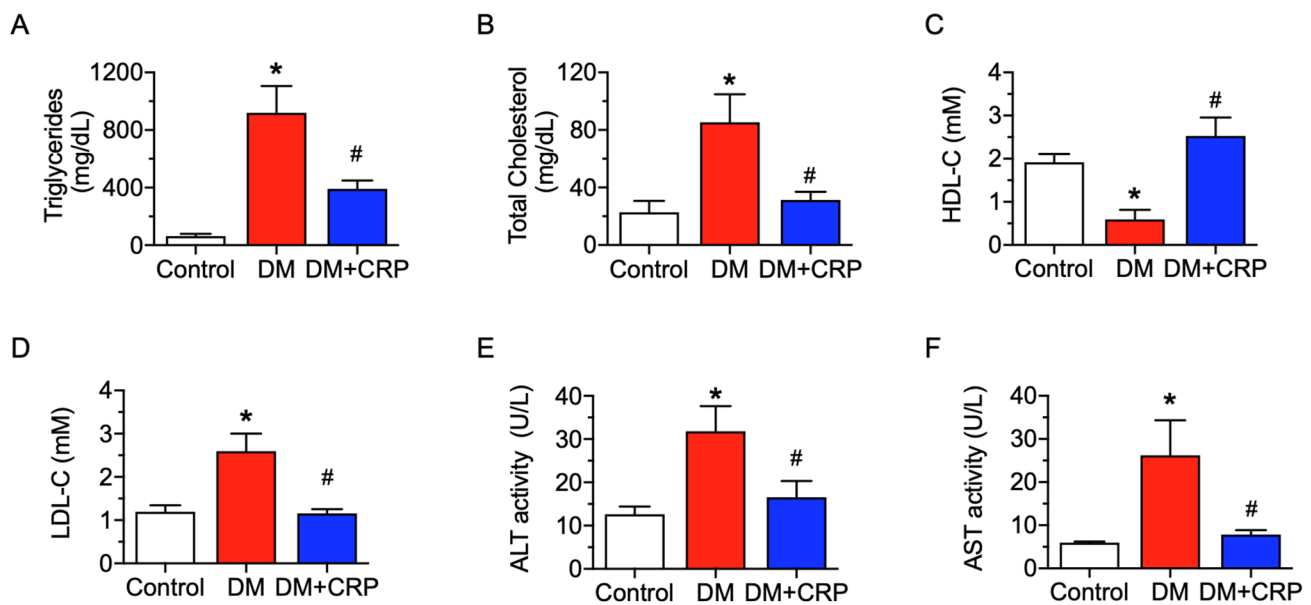 A
Triglycerides
(mg/dL)
1200
800
400
0
*
#
Control DM DM+CRP
B
Total Cholesterol
(mg/dL)
120
80
40
0
*
#
Control DM DM+CRP
C
HDL-C (mM)
4
3
2
1
0
*
#
Control DM DM+CRP
D
LDL-C (mM)
4
3
2
1
0
*
#
Control DM DM+CRP
E
ALT activity (U/L)
40
30
20
10
0
*
#
Control DM DM+CRP
F
AST activity (U/L)
40
30
20
10
0
*
#
Control DM DM+CRP